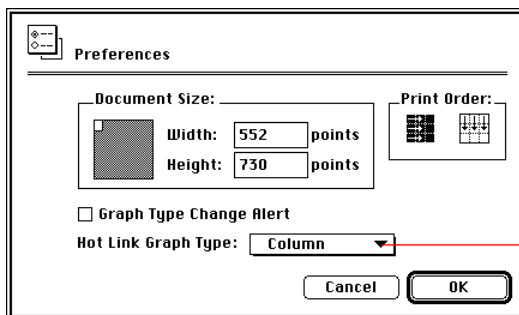 Preferences
Document Size:
Width: 552 points
Height: 730 points
Print Order:
Graph Type Change Alert
Hot Link Graph Type: Column
Cancel OK